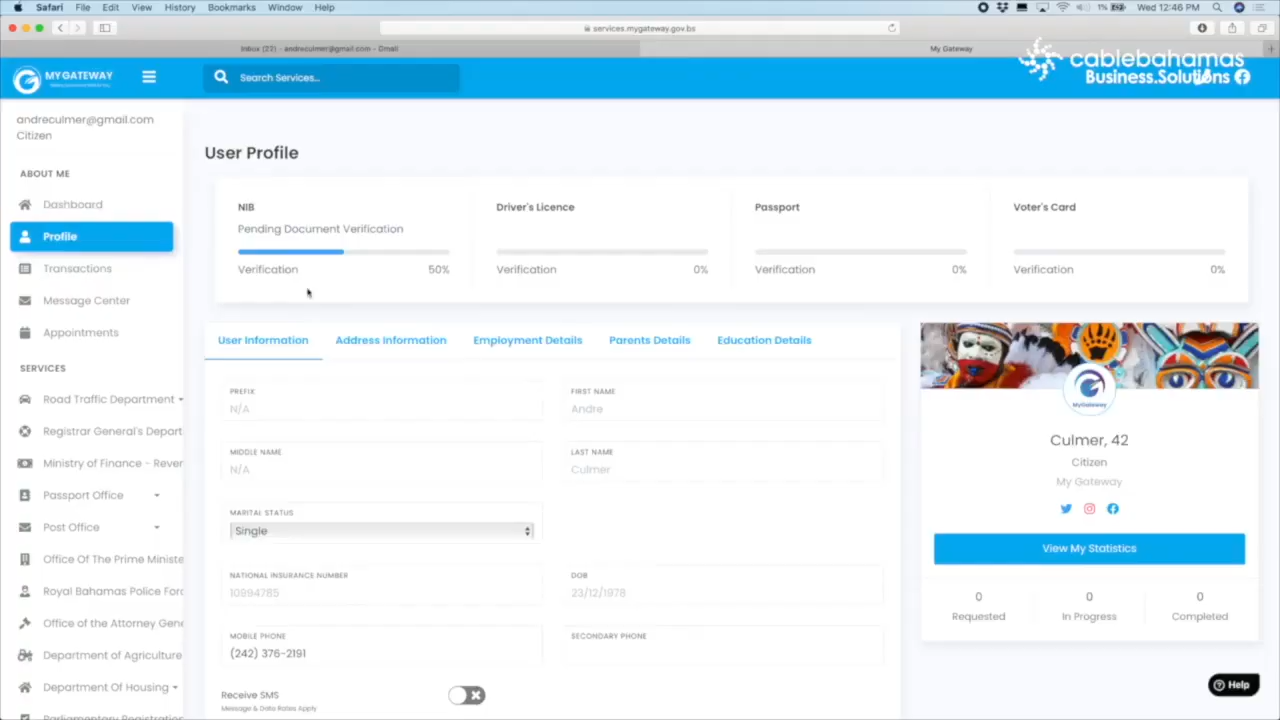 Safari File Edit View History Bookmarks Window Help
1% Wed 12:46 PM
services.mygateway.gov.bs
Inbox (22) - andreculmer@gmail.com - Gmail
My Gateway
cablebahamas
Business.Solutions
MY GATEWAY
Search Services...
andreculmer@gmail.com
Citizen
ABOUT ME
Dashboard
Profile
Transactions
Message Center
Appointments
SERVICES
Road Traffic Department
Registrar General's Depart
Ministry of Finance - Rever
Passport Office
Post Office
Office Of The Prime Ministe
Royal Bahamas Police Forc
Office of the Attorney Gene
Department of Agriculture
Department Of Housing
Parliamentary Registration
User Profile
NIB
Pending Document Verification
Verification 50%
Driver's Licence
Verification 0%
Passport
Verification 0%
Voter's Card
Verification 0%
User Information Address Information Employment Details Parents Details Education Details
PREFIX
N/A
FIRST NAME
Andre
MIDDLE NAME
N/A
LAST NAME
Culmer
MARITAL STATUS
Single
NATIONAL INSURANCE NUMBER
10994785
DOB
23/12/1978
MOBILE PHONE
(242) 376-2191
SECONDARY PHONE
Receive SMS
Message & Data Rates Apply
MyGateway
Culmer, 42
Citizen
My Gateway
View My Statistics
0 0 0
Requested In Progress Completed
Help